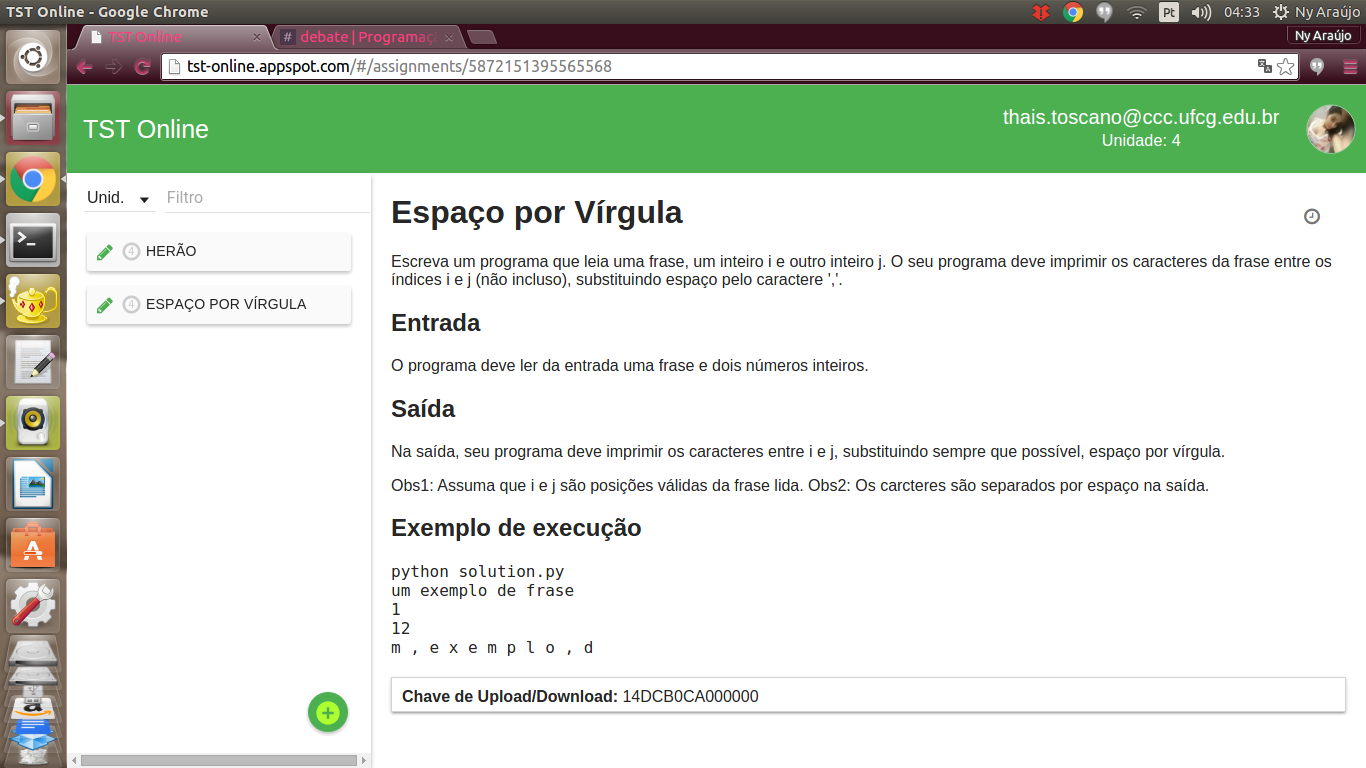 TST Online - Google Chrome
Pt
04:33
Ny Araújo
TST Online
# debate | Programaçã
Ny Araújo
tst-online.appspot.com/#/assignments/5872151395565568
TST Online
thais.toscano@ccc.ufcg.edu.br
Unidade: 4
Unid.
Filtro
4 HERÃO
4 ESPAÇO POR VÍRGULA
Espaço por Vírgula
Escreva um programa que leia uma frase, um inteiro i e outro inteiro j. O seu programa deve imprimir os caracteres da frase entre os
índices i e j (não incluso), substituindo espaço pelo caractere ','.
Entrada
O programa deve ler da entrada uma frase e dois números inteiros.
Saída
Na saída, seu programa deve imprimir os caracteres entre i e j, substituindo sempre que possível, espaço por vírgula.
Obs1: Assuma que i e j são posições válidas da frase lida. Obs2: Os carcteres são separados por espaço na saída.
Exemplo de execução
python solution.py
um exemplo de frase
1
12
m , e x e m p l o , d
Chave de Upload/Download: 14DCB0CA000000